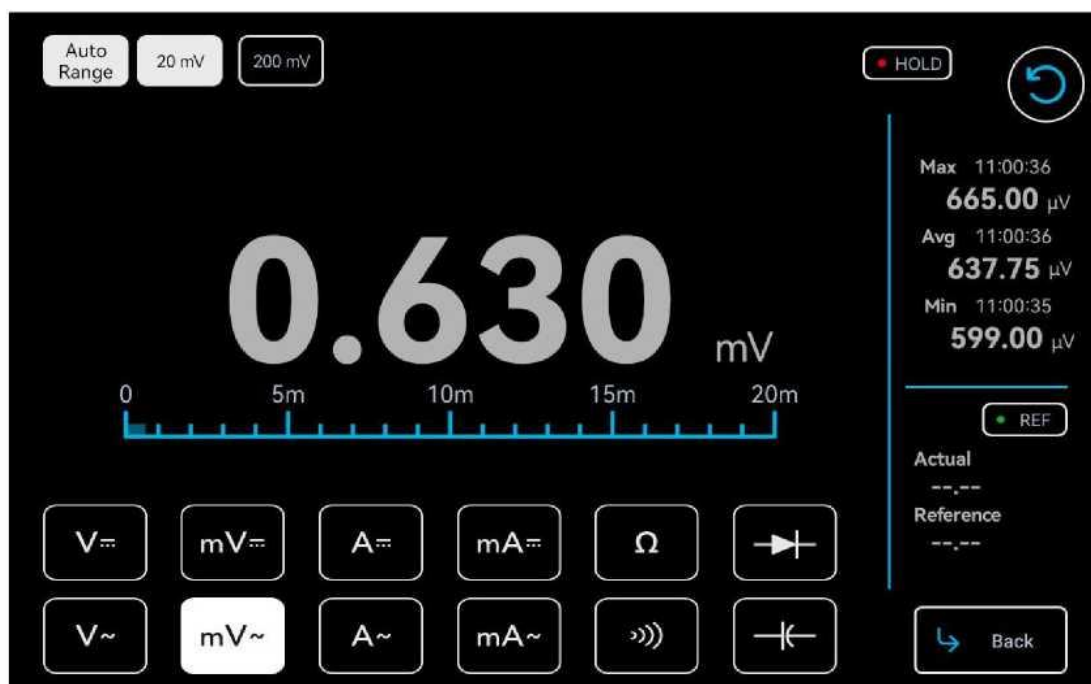 Auto
Range
20 mV
200 mV
HOLD
Max 11:00:36
665.00 µV
Avg 11:00:36
637.75 µV
Min 11:00:35
599.00 µV
0.630 mV
0 5m 10m 15m 20m
REF
Actual
--.--
Reference
--.--
V⎓ mV⎓ A⎓ mA⎓ Ω
V~ mV~ A~ mA~
Back